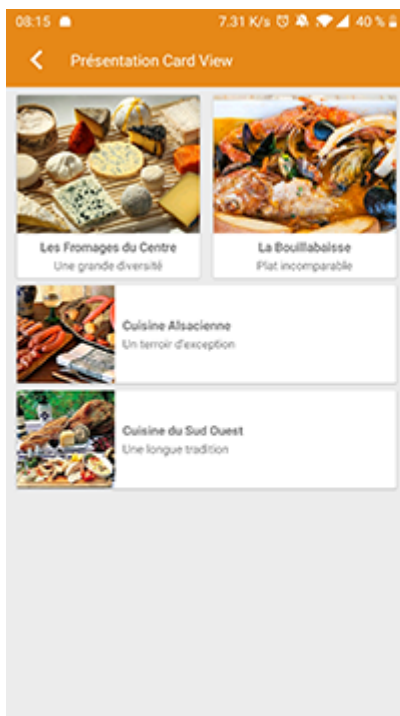 08:15 7.31 K/s 40 %
Présentation Card View
Les Fromages du Centre
Une grande diversité
La Bouillabaisse
Plat incomparable
Cuisine Alsacienne
Un terroir d'exception
Cuisine du Sud Ouest
Une longue tradition